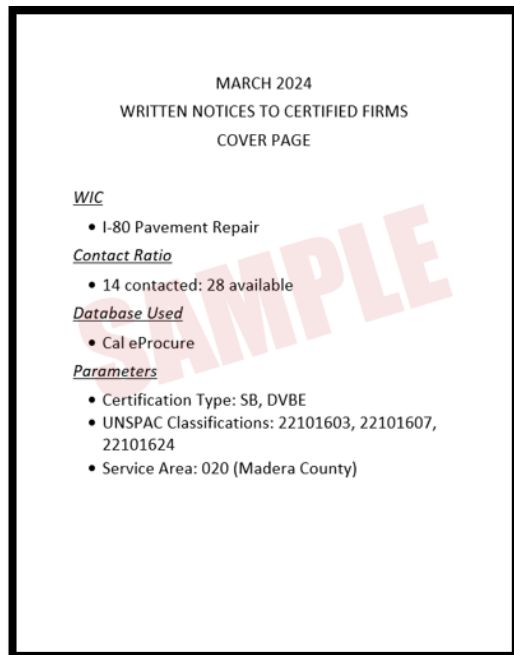 MARCH 2024
WRITTEN NOTICES TO CERTIFIED FIRMS
COVER PAGE
WIC
• I-80 Pavement Repair
Contact Ratio
• 14 contacted: 28 available
Database Used
• Cal eProcure
Parameters
• Certification Type: SB, DVBE
• UNSPAC Classifications: 22101603, 22101607,
22101624
• Service Area: 020 (Madera County)
SAMPLE